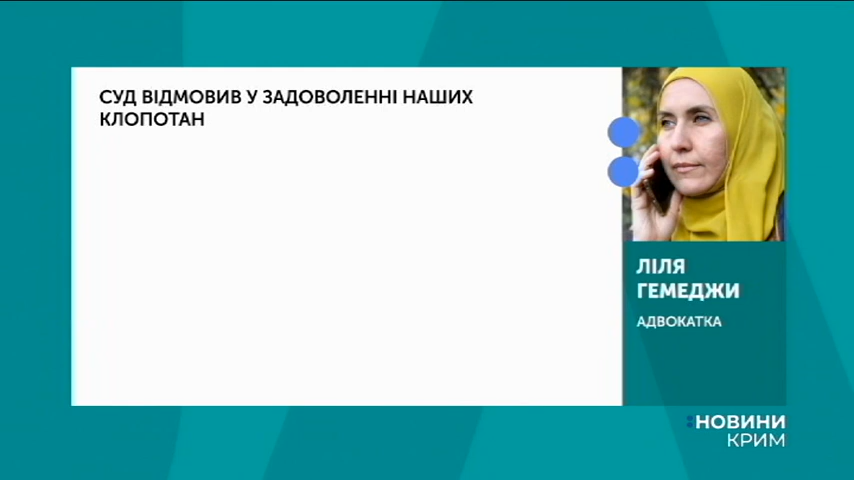 СУД ВІДМОВИВ У ЗАДОВОЛЕННІ НАШИХ
КЛОПОТАН
ЛІЛЯ
ГЕМЕДЖИ
АДВОКАТКА
НОВИНИ
КРИМ